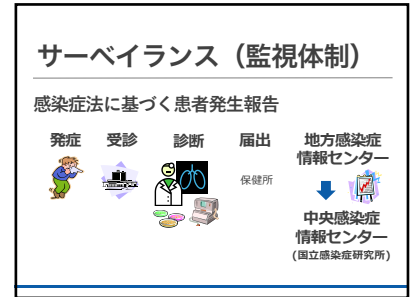 サーベイランス（監視体制）
感染症法に基づく患者発生報告
発症
受診
診断
届出
保健所
地方感染症
情報センター
中央感染症
情報センター
(国立感染症研究所)